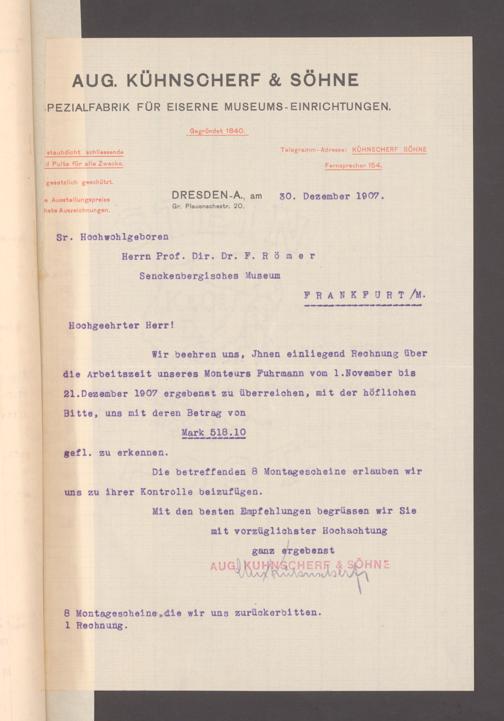 AUG. KÜHNSCHERF & SÖHNE
PEZIALFABRIK FÜR EISERNE MUSEUMS-EINRICHTUNGEN.
Gegründet 1840.
staubdicht schliessende
d Pulte für alle Zwecke.
gesetzlich geschützt.
e Ausstellungspreise
hste Auszeichnungen.
Telegramm-Adresse: KÜHNSCHERF SÖHNE
Fernsprecher 154.
DRESDEN-A., am 30. Dezember 1907.
Gr. Plauenschestr. 20.
Sr. Hochwohlgeboren
Herrn Prof. Dir. Dr. F. R ö m e r
Senckenbergisches Museum
F R A N K F U R T /M.
Hochgeehrter Herr!
Wir beehren uns, Jhnen einliegend Rechnung über
die Arbeitszeit unseres Monteurs Fuhrmann vom 1.November bis
21.Dezember 1907 ergebenst zu überreichen, mit der höflichen
Bitte, uns mit deren Betrag von
Mark 518.10
gefl. zu erkennen.
Die betreffenden 8 Montagescheine erlauben wir
uns zu ihrer Kontrolle beizufügen.
Mit den besten Empfehlungen begrüssen wir Sie
mit vorzüglichster Hochachtung
ganz ergebenst
AUG. KÜHNSCHERF & SÖHNE
8 Montagescheine,die wir uns zurückerbitten.
1 Rechnung.